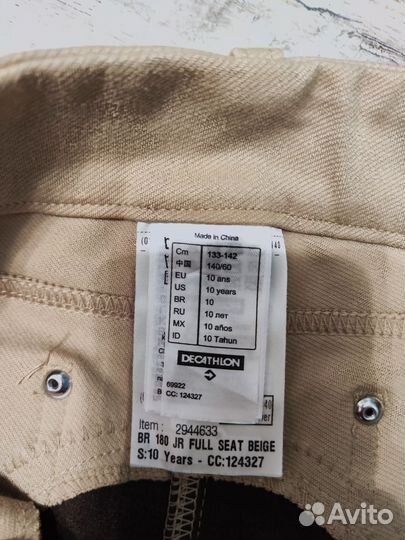 Made in China
Cm 133-142
中国 140/60
EU 10 ans
US 10 years
BR 10
RU 10 лет
MX 10 años
ID 10 Tahun
DECATHLON
69922
CC: 124327
Item: 2944633
BR 180 JR FULL SEAT BEIGE
S:10 Years - CC:124327
Avito